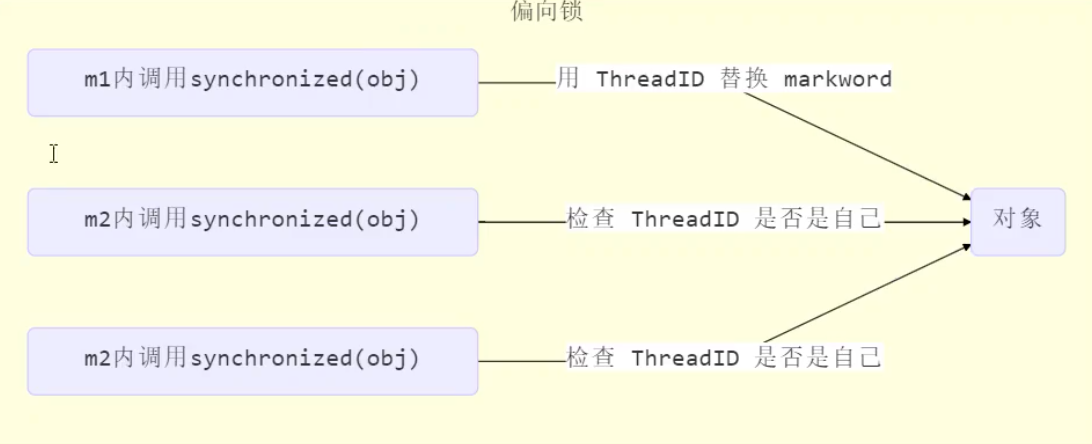 偏向锁
m1内调用synchronized(obj)
用 ThreadID 替换 markword
m2内调用synchronized(obj)
检查 ThreadID 是否是自己
对象
m2内调用synchronized(obj)
检查 ThreadID 是否是自己